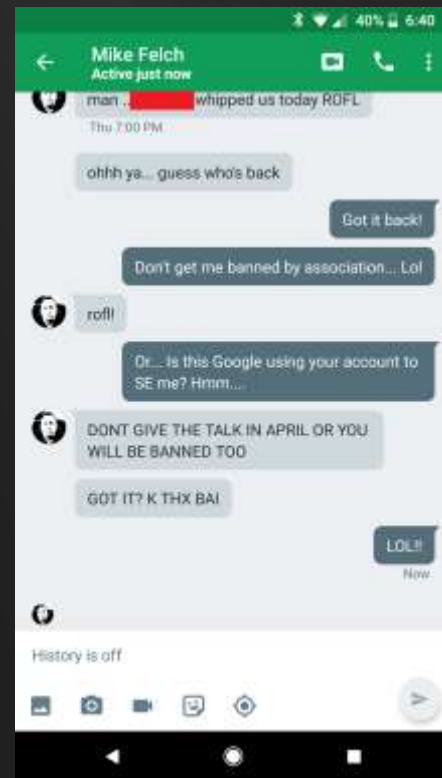 40% 6:40
Mike Felch
Active just now
man .. whipped us today ROFL
Thu 7:00 PM
ohhh ya... guess who's back
Got it back!
Don't get me banned by association... Lol
rofl!
Or... Is this Google using your account to
SE me? Hmm....
DONT GIVE THE TALK IN APRIL OR YOU
WILL BE BANNED TOO
GOT IT? K THX BAI
LOL!!
Now
History is off